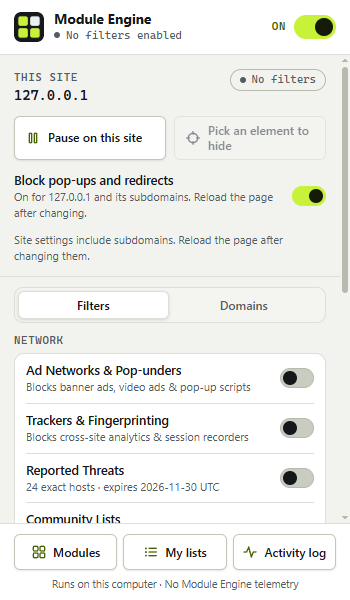 Module Engine
No filters enabled
ON
THIS SITE
No filters
127.0.0.1
Pause on this site
Pick an element to
hide
Block pop-ups and redirects
On for 127.0.0.1 and its subdomains. Reload the page
after changing.
Site settings include subdomains. Reload the page after
changing them.
Filters
Domains
NETWORK
Ad Networks & Pop-unders
Blocks banner ads, video ads & pop-up scripts
Trackers & Fingerprinting
Blocks cross-site analytics & session recorders
Reported Threats
24 exact hosts · expires 2026-11-30 UTC
Community Lists
Modules
My lists
Activity log
Runs on this computer · No Module Engine telemetry